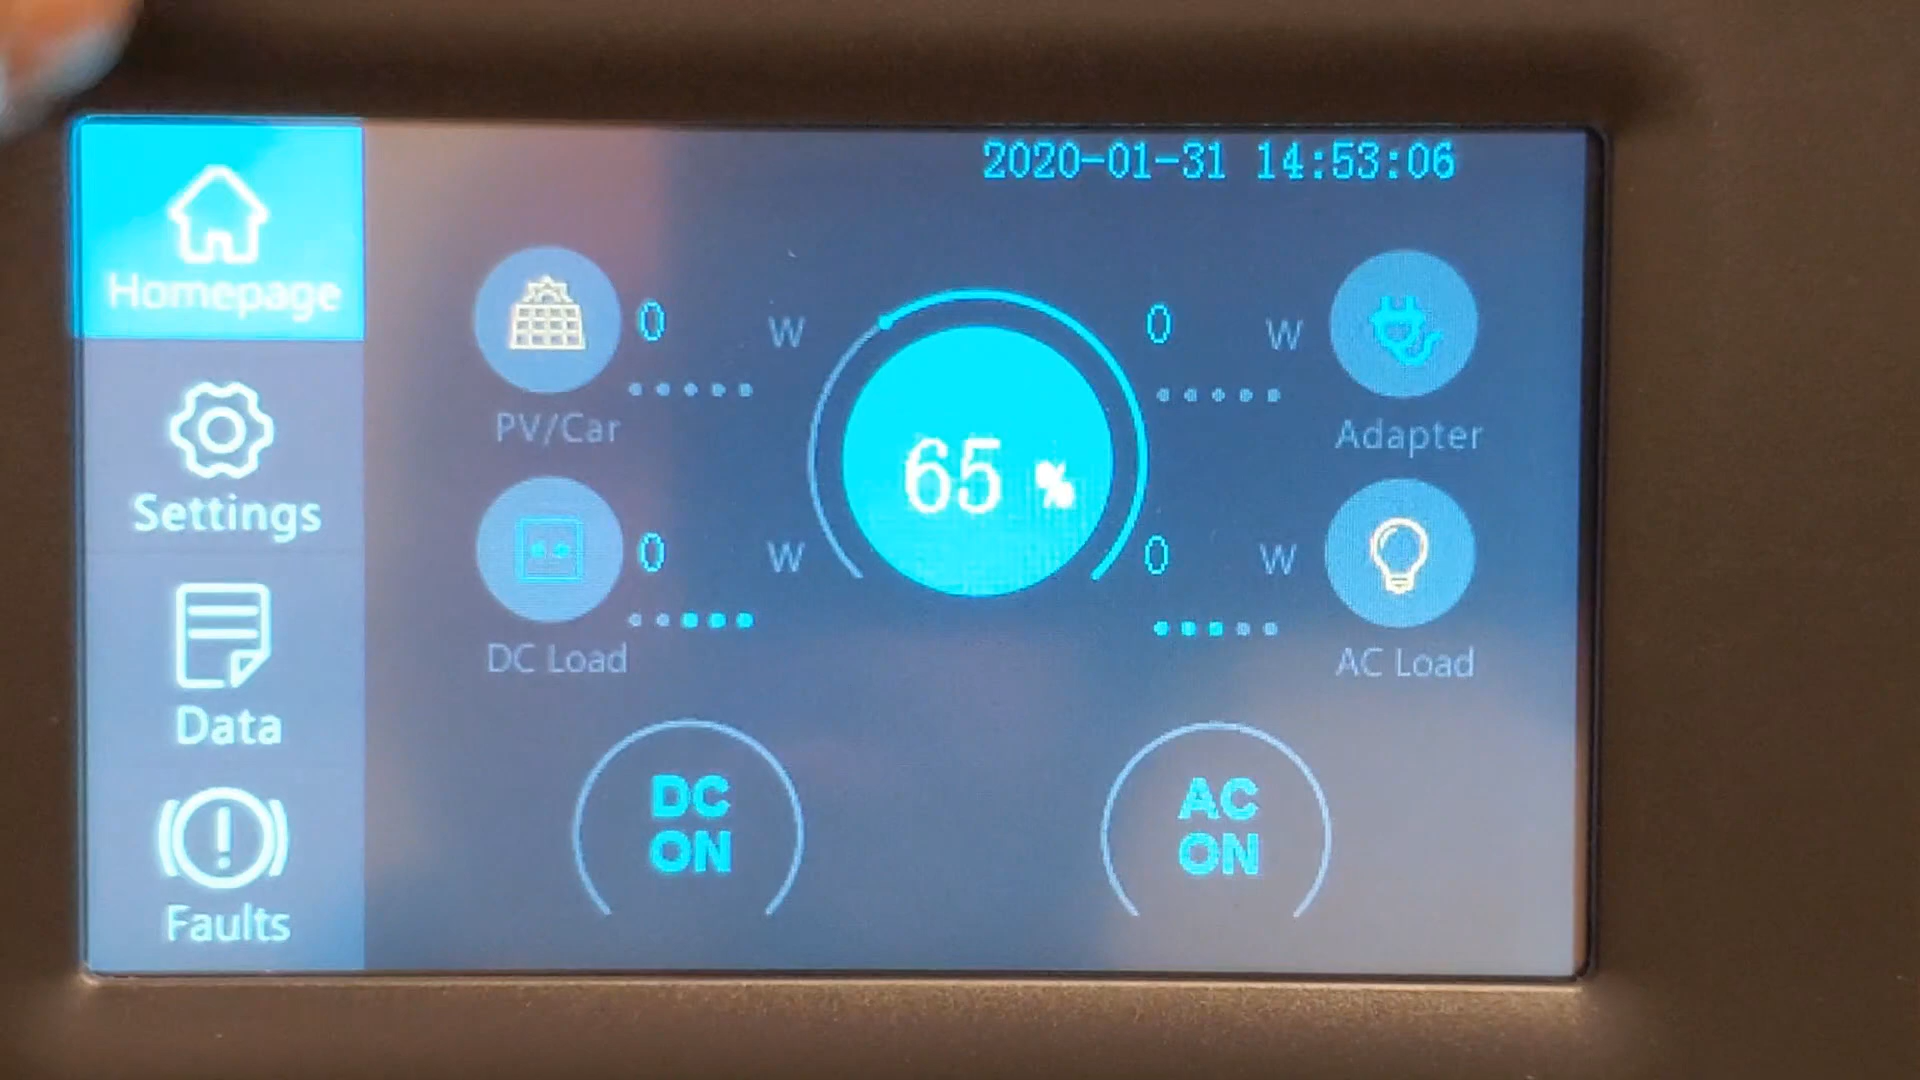 2020-01-31 14:53:06
Homepage
Settings
Data
Faults
0 W
PV/Car
0 W
Adapter
65 %
0 W
DC Load
0 W
AC Load
DC
ON
AC
ON